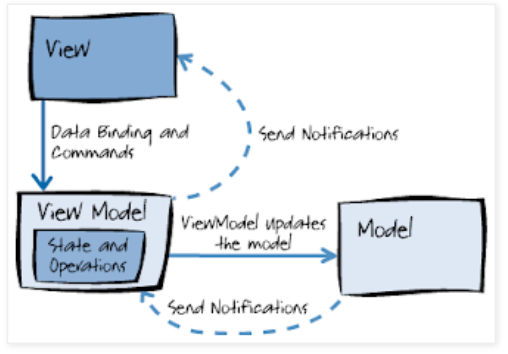 View
Data Binding and
Commands
Send Notifications
View Model
State and
Operations
ViewModel updates
the model
Model
Send Notifications